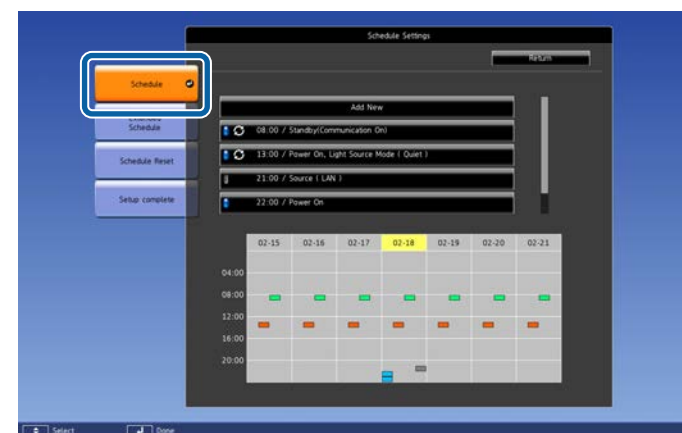 Schedule Settings
Return
Schedule
Extended
Schedule
Schedule Reset
Setup complete
Add New
08:00 / Standby(Communication On)
13:00 / Power On, Light Source Mode ( Quiet )
21:00 / Source ( LAN )
22:00 / Power On
02-15 02-16 02-17 02-18 02-19 02-20 02-21
04:00
08:00
12:00
16:00
20:00
Select Done